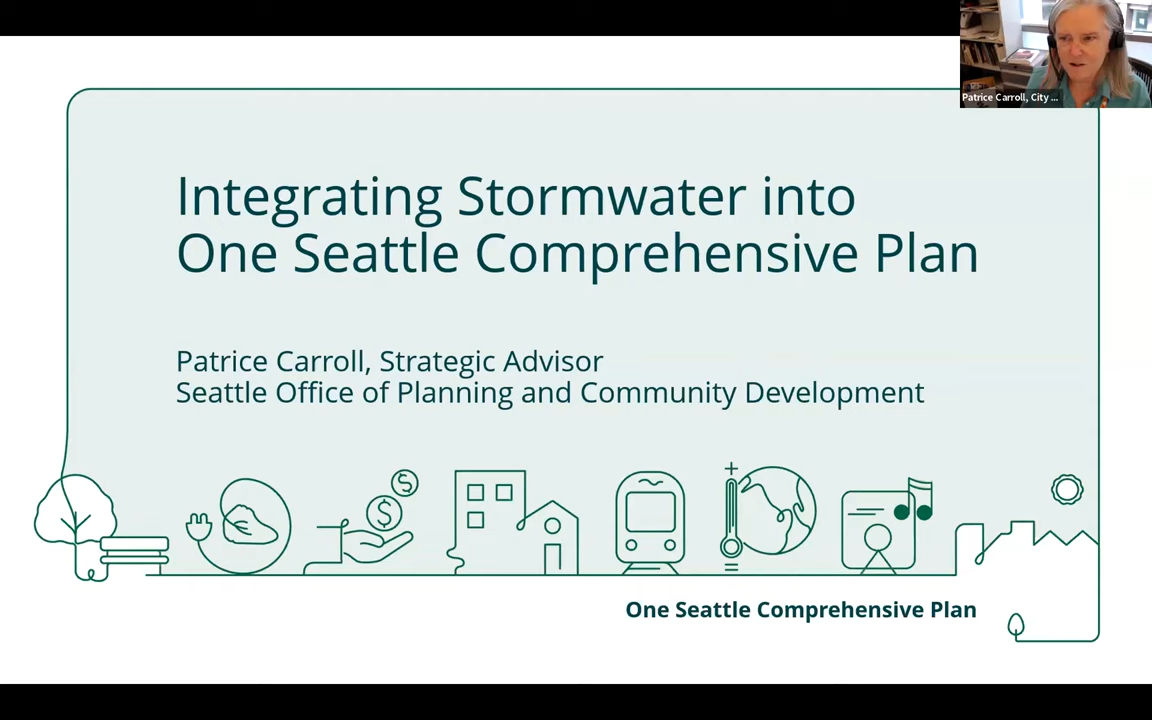 Patrice Carroll, City ...
Integrating Stormwater into
One Seattle Comprehensive Plan
Patrice Carroll, Strategic Advisor
Seattle Office of Planning and Community Development
$
$
+
=
One Seattle Comprehensive Plan